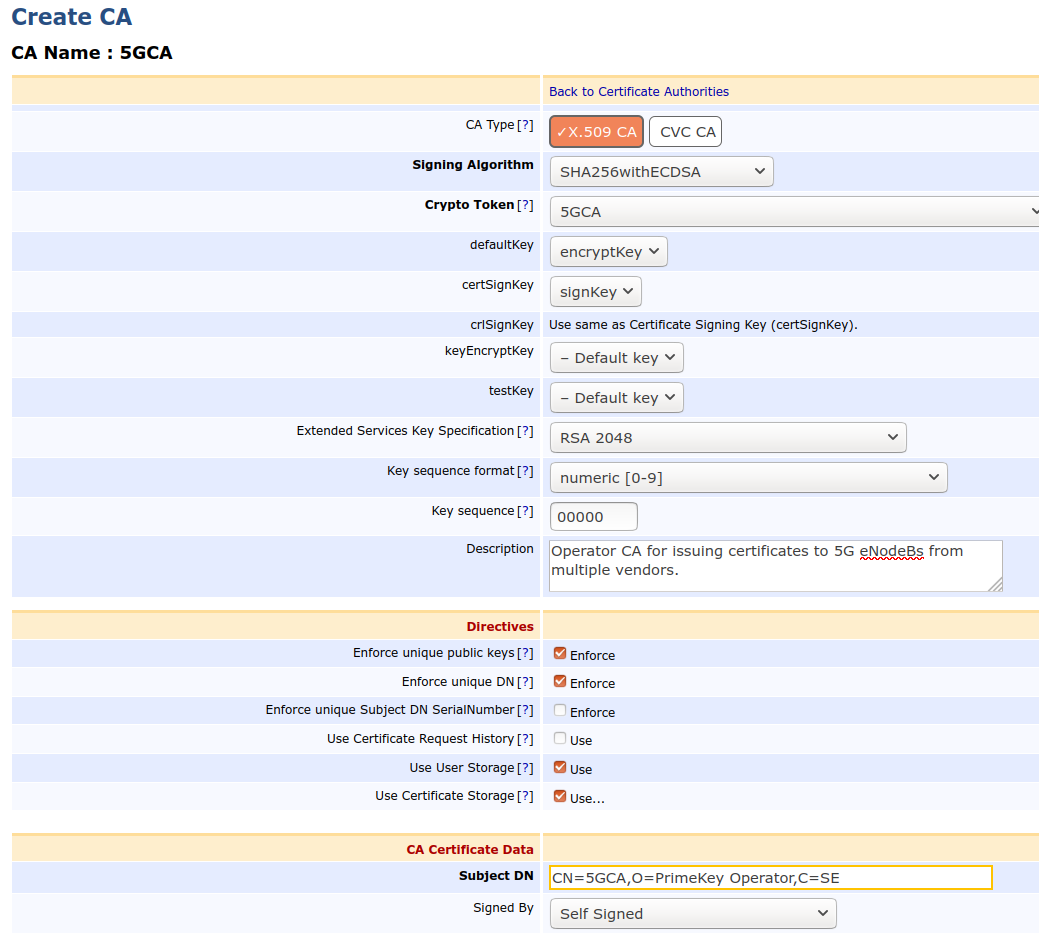 Create CA
CA Name : 5GCA
Back to Certificate Authorities
CA Type [?] ✓X.509 CA CVC CA
Signing Algorithm SHA256withECDSA
Crypto Token [?] 5GCA
defaultKey encryptKey
certSignKey signKey
crlSignKey Use same as Certificate Signing Key (certSignKey).
keyEncryptKey – Default key
testKey – Default key
Extended Services Key Specification [?] RSA 2048
Key sequence format [?] numeric [0-9]
Key sequence [?] 00000
Description Operator CA for issuing certificates to 5G eNodeBs from
multiple vendors.
Directives
Enforce unique public keys [?] Enforce
Enforce unique DN [?] Enforce
Enforce unique Subject DN SerialNumber [?] Enforce
Use Certificate Request History [?] Use
Use User Storage [?] Use
Use Certificate Storage [?] Use...
CA Certificate Data
Subject DN CN=5GCA,O=PrimeKey Operator,C=SE
Signed By Self Signed